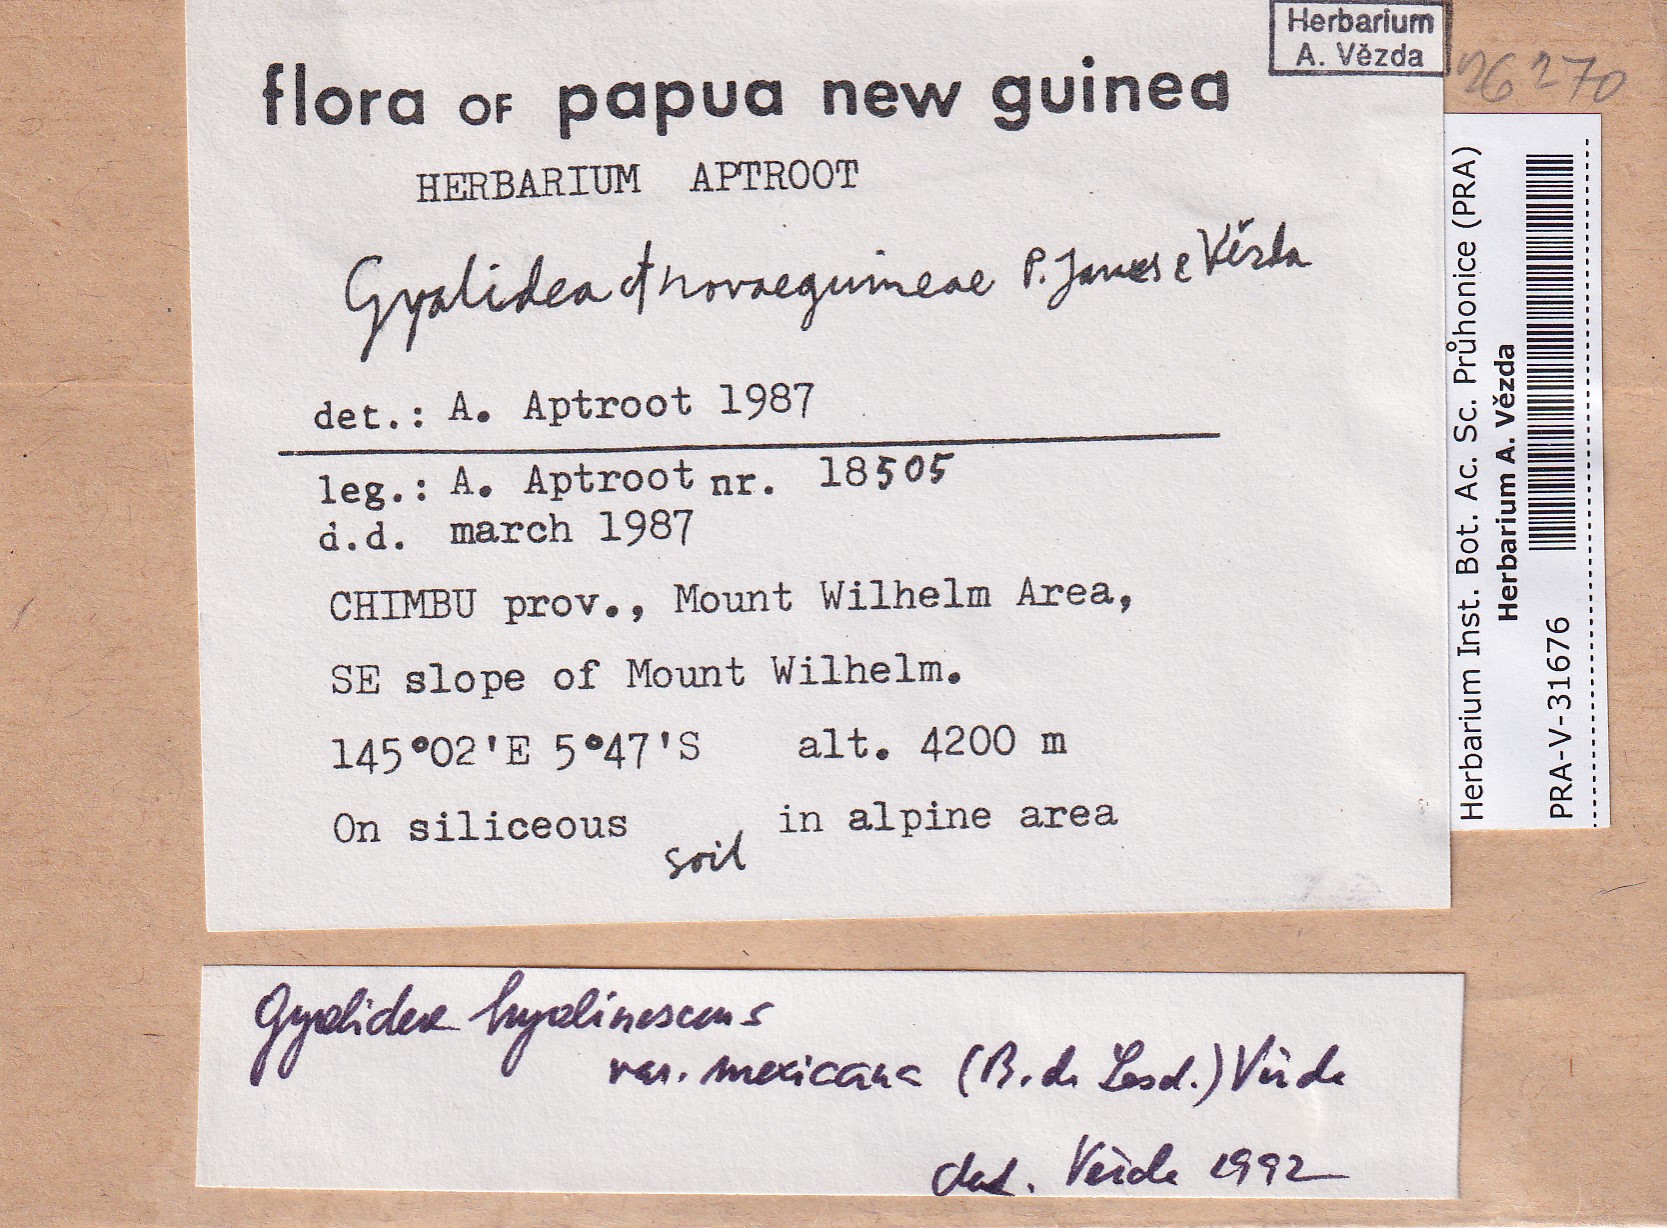 Herbarium
A. Vězda
26270
flora OF papua new guinea
HERBARIUM APTROOT
Gyalidea cf novaeguineae P. James & Vězda
det.: A. Aptroot 1987
leg.: A. Aptroot nr. 18505
d.d. march 1987
CHIMBU prov., Mount Wilhelm Area,
SE slope of Mount Wilhelm.
145°02'E 5°47'S alt. 4200 m
On siliceous soil in alpine area
Herbarium Inst. Bot. Ac. Sc. Průhonice (PRA)
Herbarium A. Vězda
PRA-V-31676
Gyalidea hyalinescens
var. mexicana (B. de Lesd.) Vězda
det. Vězda 1992